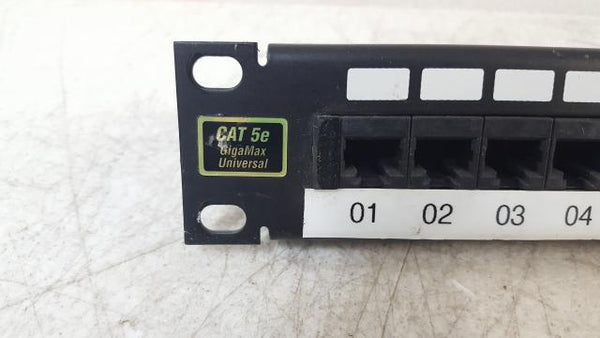 CAT 5e
GigaMax
Universal
01 02 03 04